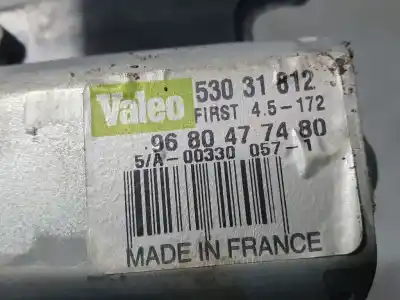 Valeo 530 31 812
FIRST 4.5-172
96 80 47 74 80
5/A-00330 057-1
MADE IN FRANCE